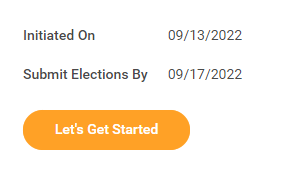 Initiated On 09/13/2022
Submit Elections By 09/17/2022
Let's Get Started